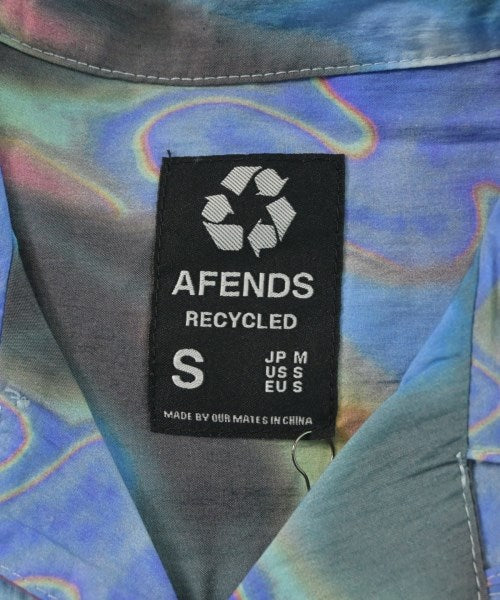 AFENDS
RECYCLED
S
JP M
US S
EU S
MADE BY OUR MATES IN CHINA